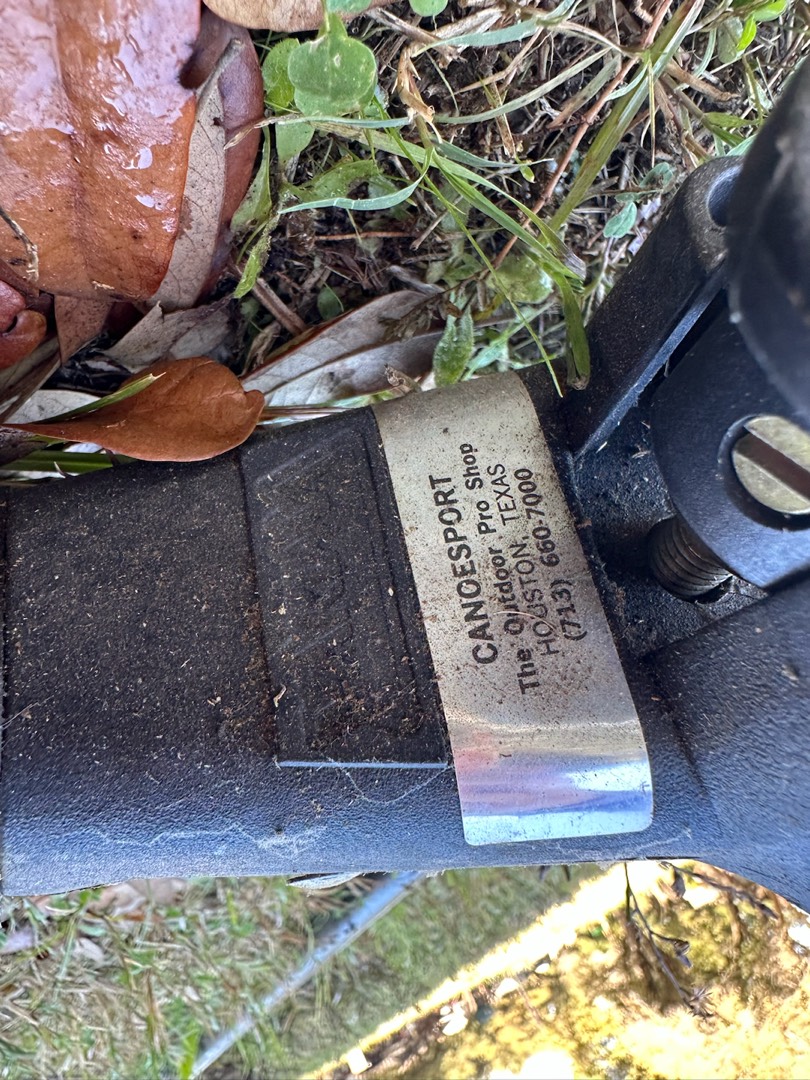 CANOESPORT
The Outdoor Pro Shop
HOUSTON, TEXAS
(713) 660-7000